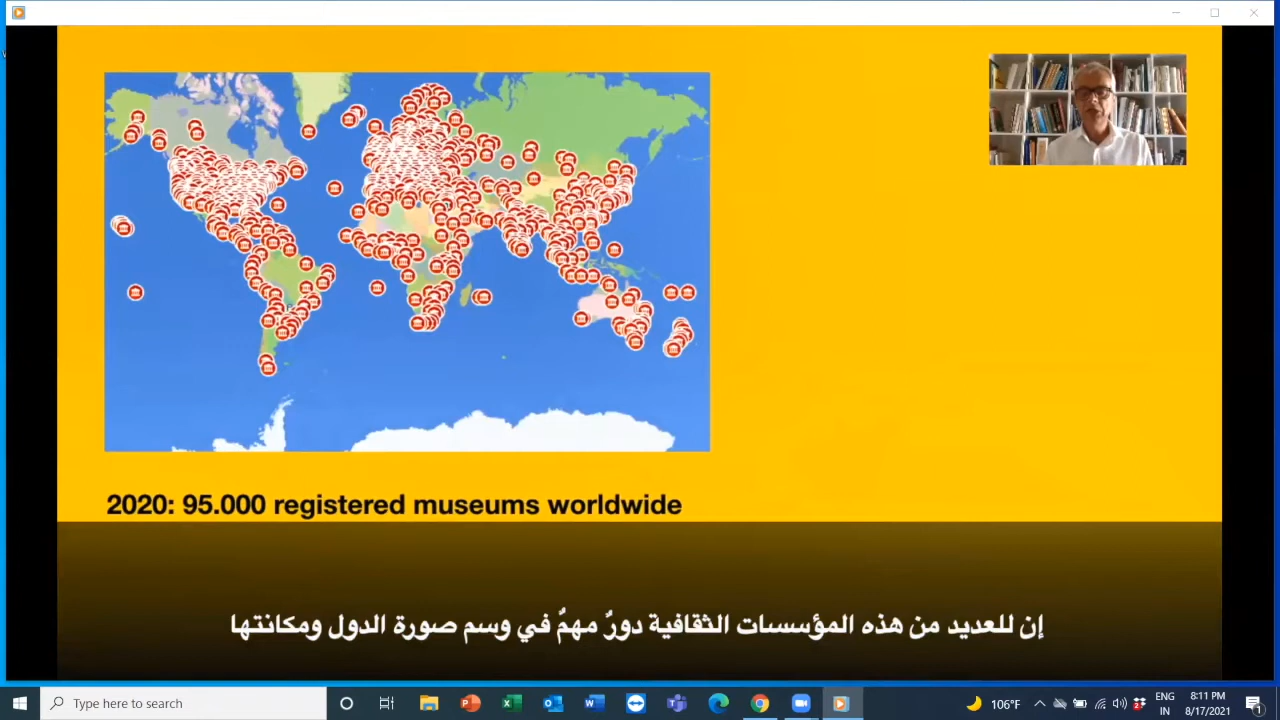 2020: 95.000 registered museums worldwide
إن للعديد من هذه المؤسسات الثقافية دورٌ مهمٌ في وسم صورة الدول ومكانتها
Type here to search
106°F
ENG
IN
8:11 PM
8/17/2021
1